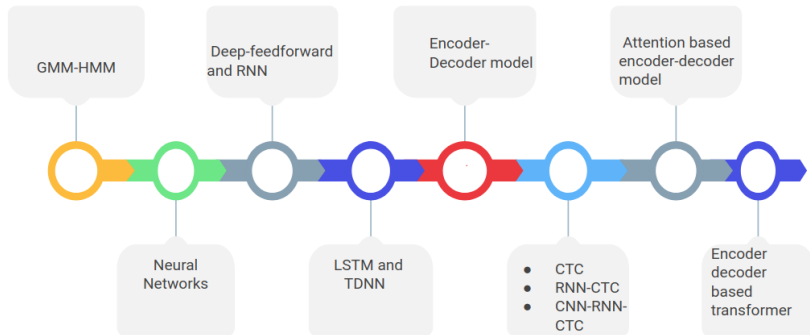 GMM-HMM
Neural
Networks
Deep-feedforward
and RNN
LSTM and
TDNN
Encoder-
Decoder model
● CTC
● RNN-CTC
● CNN-RNN-
CTC
Attention based
encoder-decoder
model
Encoder
decoder
based
transformer